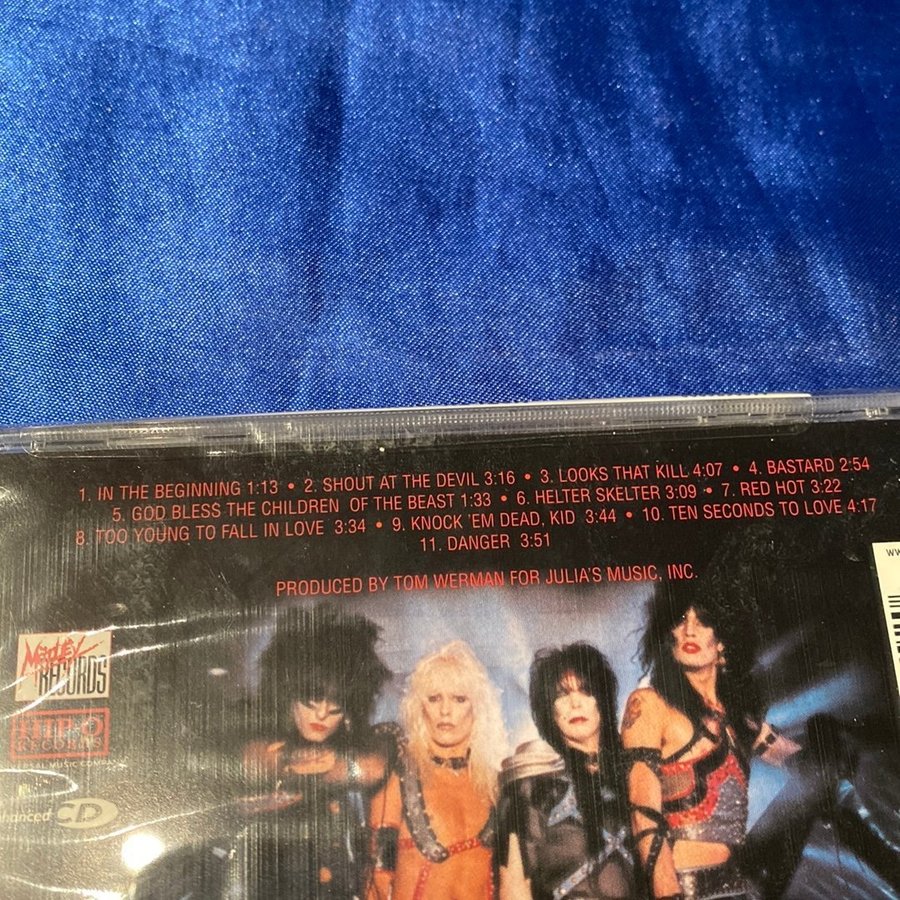 1. IN THE BEGINNING 1:13 • 2. SHOUT AT THE DEVIL 3:16 • 3. LOOKS THAT KILL 4:07 • 4. BASTARD 2:54
5. GOD BLESS THE CHILDREN OF THE BEAST 1:33 • 6. HELTER SKELTER 3:09 • 7. RED HOT 3:22
8. TOO YOUNG TO FALL IN LOVE 3:34 • 9. KNOCK 'EM DEAD, KID 3:44 • 10. TEN SECONDS TO LOVE 4:17
11. DANGER 3:51
PRODUCED BY TOM WERMAN FOR JULIA'S MUSIC, INC.
Mötley
RECORDS
RECORDS
MUSIC
CD